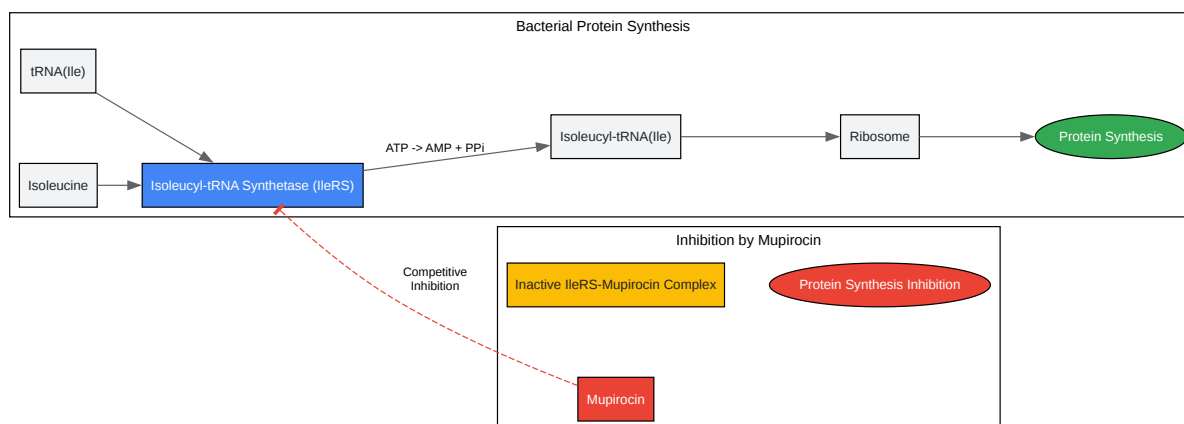 Bacterial Protein Synthesis
tRNA(Ile)
Isoleucine
Isoleucyl-tRNA Synthetase (IleRS)
ATP -> AMP + PPi
Isoleucyl-tRNA(Ile)
Ribosome
Protein Synthesis
Inhibition by Mupirocin
Competitive
Inhibition
Inactive IleRS-Mupirocin Complex
Protein Synthesis Inhibition
Mupirocin